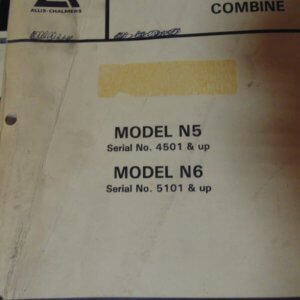 ALLIS-CHALMERS
COMBINE
MODEL N5
Serial No. 4501 & up
MODEL N6
Serial No. 5101 & up